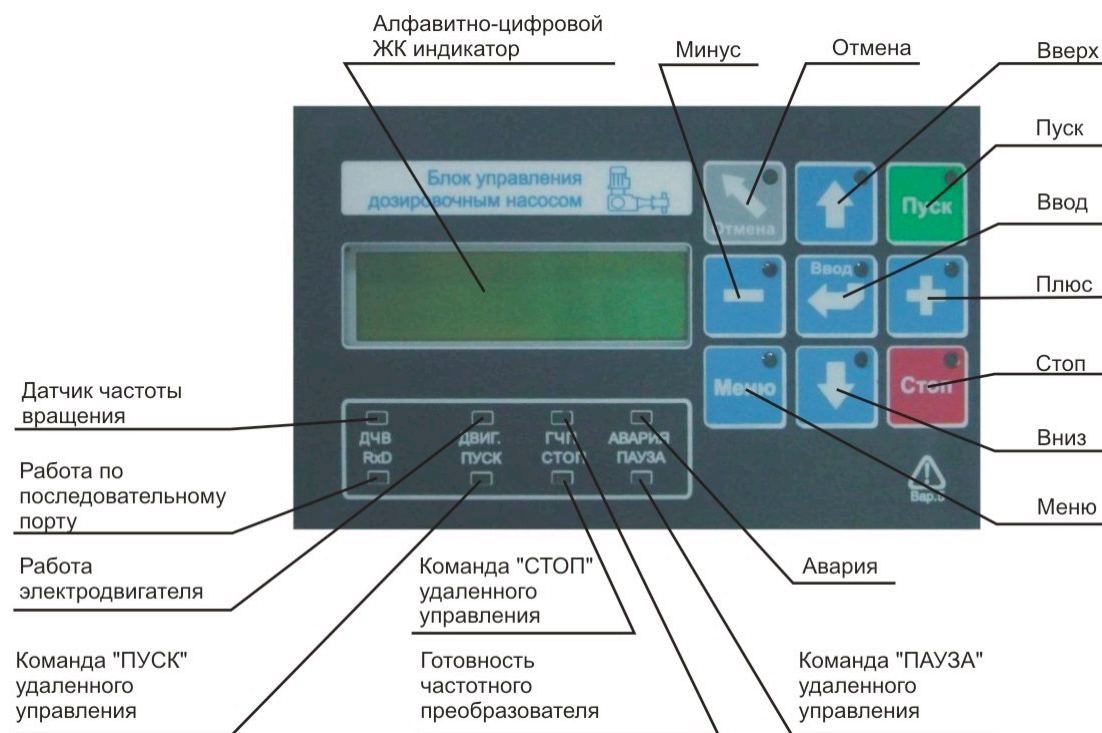 Алфавитно-цифровой
ЖК индикатор
Минус
Отмена
Вверх
Пуск
Ввод
Плюс
Стоп
Вниз
Меню
Блок управления
дозировочным насосом
Отмена
Пуск
Ввод
Меню
Стоп
ДЧВ
ДВИГ.
ГЧП
АВАРИЯ
RxD
ПУСК
СТОП
ПАУЗА
Датчик частоты
вращения
Работа по
последовательному
порту
Работа
электродвигателя
Команда "ПУСК"
удаленного
управления
Команда "СТОП"
удаленного
управления
Готовность
частотного
преобразователя
Авария
Команда "ПАУЗА"
удаленного
управления